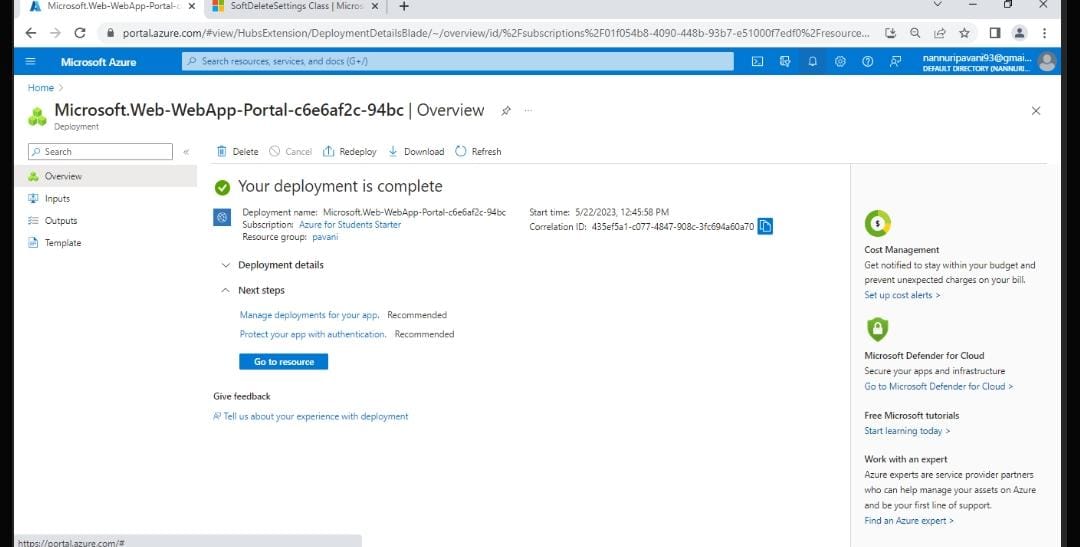 Microsoft.Web-WebApp-Portal-c
SoftDeleteSettings Class | Micros
portal.azure.com/#view/HubsExtension/DeploymentDetailsBlade/~/overview/id/%2Fsubscriptions%2F01f054b8-4090-448b-93b7-e51000f7edf0%2Fresource...
Microsoft Azure
Search resources, services, and docs (G+/)
nannuripavani93@gmai...
DEFAULT DIRECTORY (NANNURI...
Home >
Microsoft.Web-WebApp-Portal-c6e6af2c-94bc | Overview
Deployment
Search
Overview
Inputs
Outputs
Template
Delete Cancel Redeploy Download Refresh
Your deployment is complete
Deployment name: Microsoft.Web-WebApp-Portal-c6e6af2c-94bc
Subscription: Azure for Students Starter
Resource group: pavani
Start time: 5/22/2023, 12:45:58 PM
Correlation ID: 435ef5a1-c077-4847-908c-3fc694a60a70
Deployment details
Next steps
Manage deployments for your app. Recommended
Protect your app with authentication. Recommended
Go to resource
Give feedback
Tell us about your experience with deployment
Cost Management
Get notified to stay within your budget and
prevent unexpected charges on your bill.
Set up cost alerts >
Microsoft Defender for Cloud
Secure your apps and infrastructure
Go to Microsoft Defender for Cloud >
Free Microsoft tutorials
Start learning today >
Work with an expert
Azure experts are service provider partners
who can help manage your assets on Azure
and be your first line of support.
Find an Azure expert >
https://portal.azure.com/#